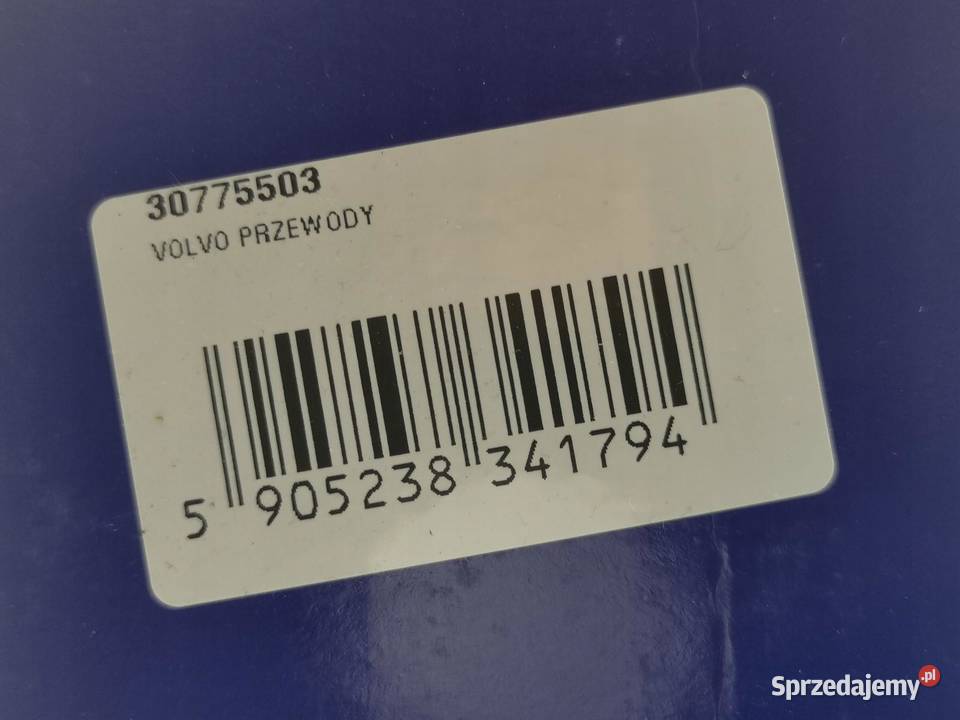 30775503
VOLVO PRZEWODY
5 905238 341794
Sprzedajemy.pl